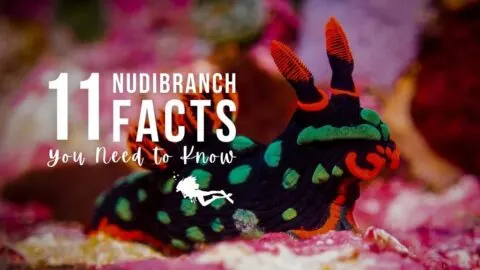 11 NUDIBRANCH
FACTS
You Need to Know